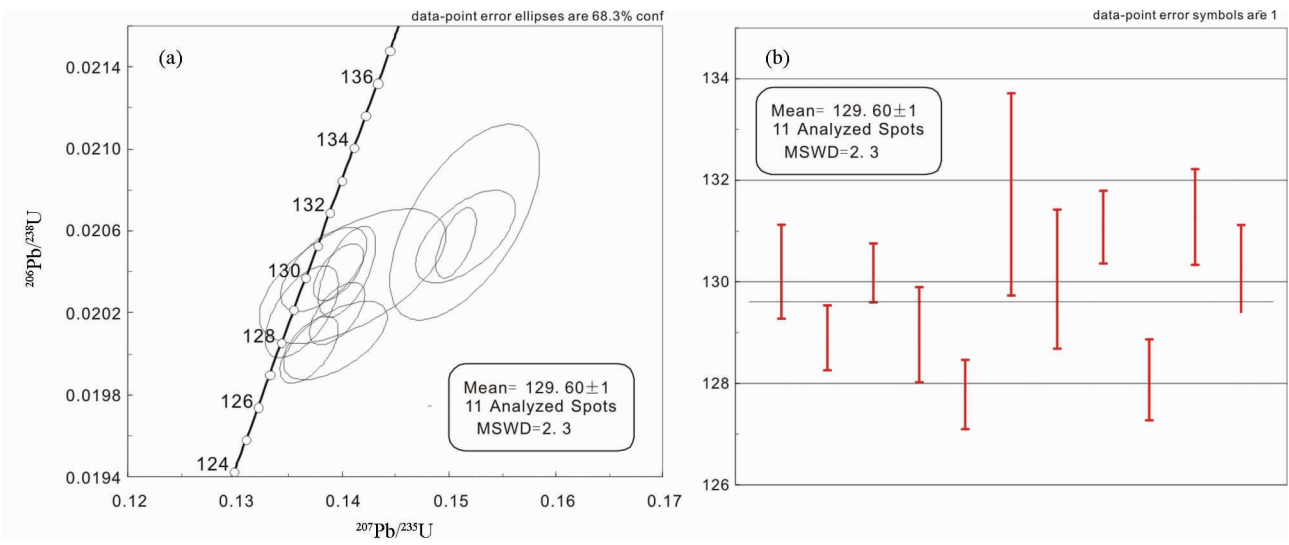 data-point error ellipses are 68.3% conf
(a)
0.0214
0.0210
0.0206
0.0202
0.0198
0.0194
136
134
132
130
128
126
124
Mean= 129. 60±1
11 Analyzed Spots
MSWD=2. 3
0.12
0.13
0.14
0.15
0.16
0.17
²⁰⁶Pb/²³⁸U
²⁰⁷Pb/²³⁵U
data-point error symbols are 1
(b)
134
132
130
128
126
Mean= 129. 60±1
11 Analyzed Spots
MSWD=2. 3